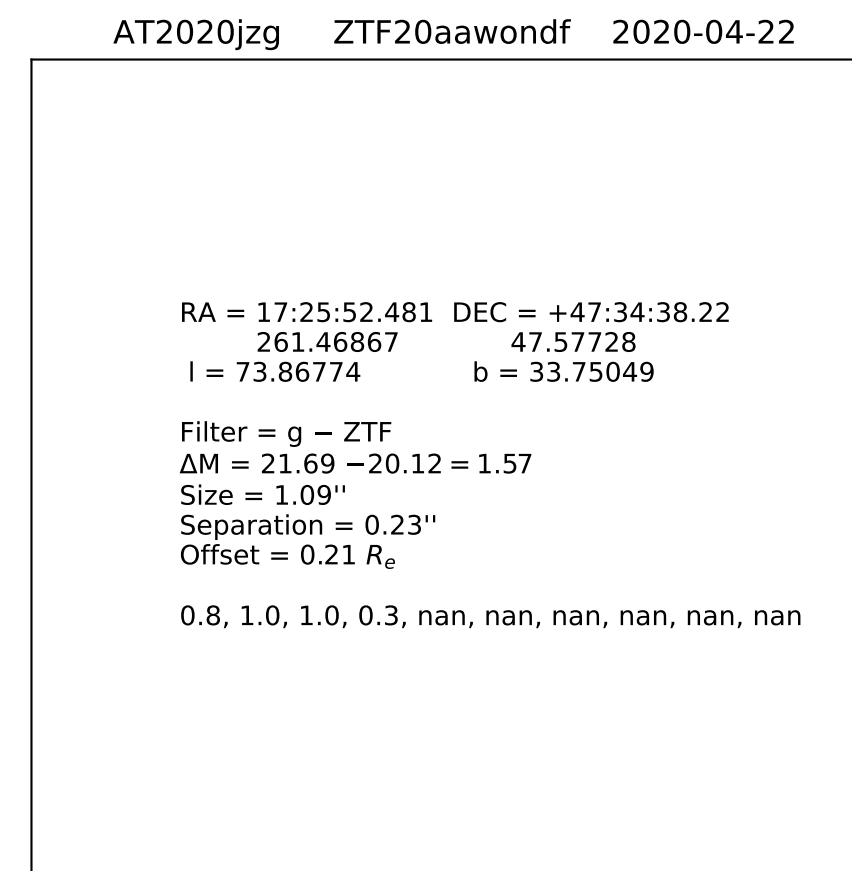 AT2020jzg ZTF20aawondf 2020-04-22
RA = 17:25:52.481 DEC = +47:34:38.22
261.46867 47.57728
l = 73.86774 b = 33.75049
Filter = g − ZTF
ΔM = 21.69 −20.12 = 1.57
Size = 1.09''
Separation = 0.23''
Offset = 0.21 Re
0.8, 1.0, 1.0, 0.3, nan, nan, nan, nan, nan, nan